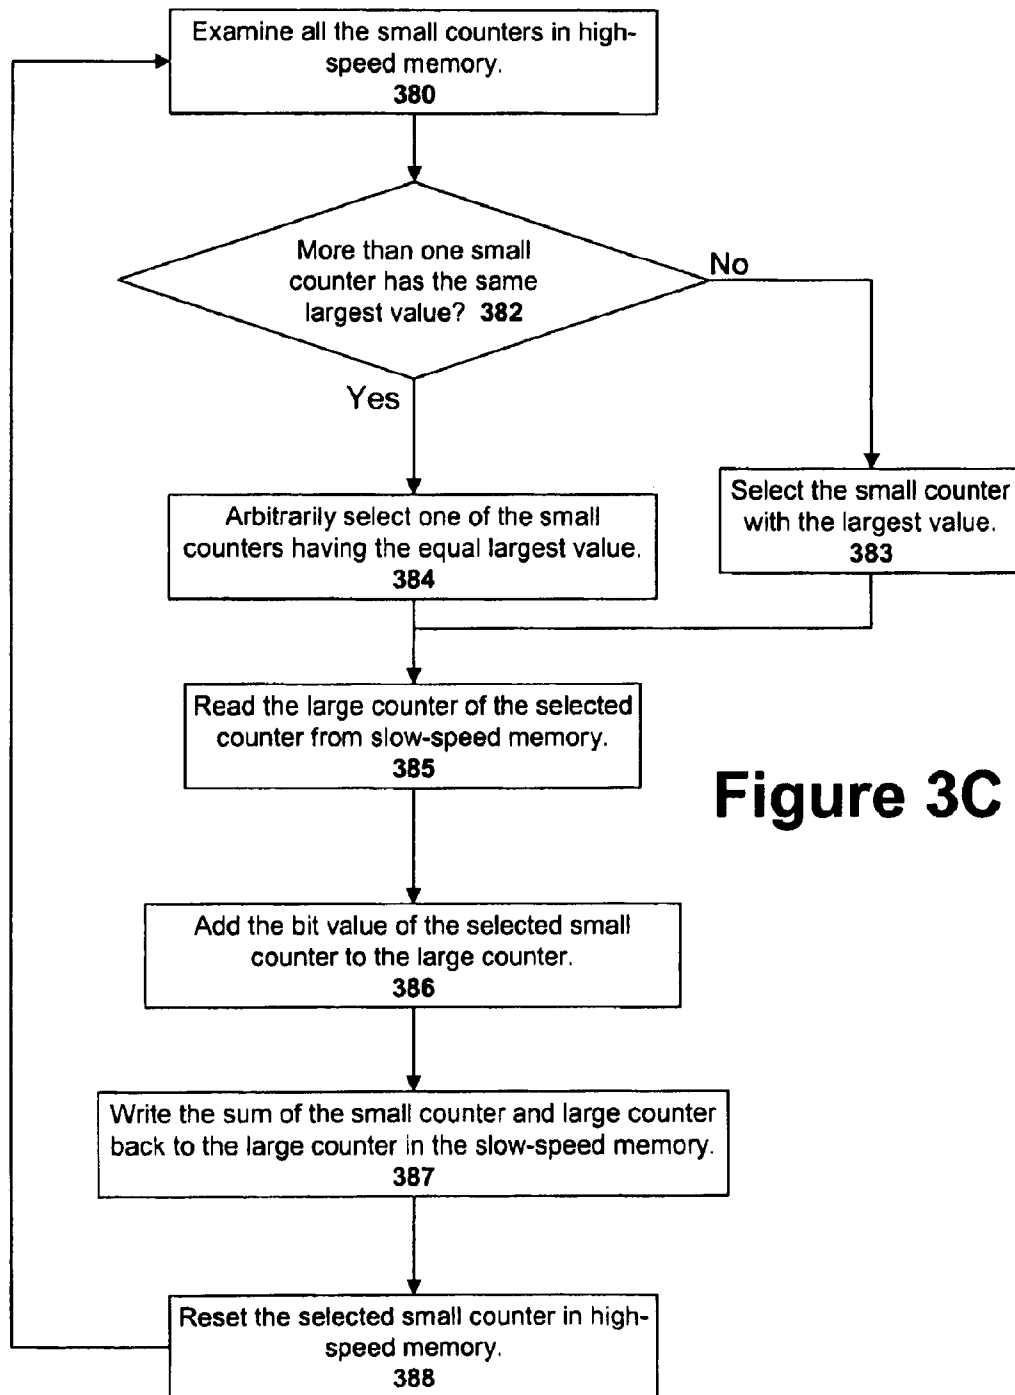 Examine all the small counters in high-
speed memory.
380
More than one small
counter has the same
largest value? 382
No
Yes
Arbitrarily select one of the small
counters having the equal largest value.
384
Select the small counter
with the largest value.
383
Read the large counter of the selected
counter from slow-speed memory.
385
Figure 3C
Add the bit value of the selected small
counter to the large counter.
386
Write the sum of the small counter and large counter
back to the large counter in the slow-speed memory.
387
Reset the selected small counter in high-
speed memory.
388